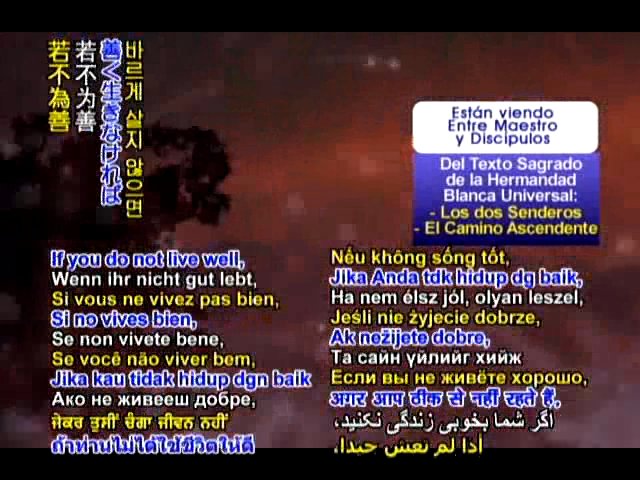 바르게 살지 않으면
善く生きなければ
若不为善
若不為善
Están viendo
Entre Maestro
y Discípulos
Del Texto Sagrado
de la Hermandad
Blanca Universal:
- Los dos Senderos
- El Camino Ascendente
If you do not live well,
Wenn ihr nicht gut lebt,
Si vous ne vivez pas bien,
Si no vives bien,
Se non vivete bene,
Se você não viver bem,
Jika kau tidak hidup dgn baik
Ако не живееш добре,
ਜੇਕਰ ਤੁਸੀਂ ਚੰਗਾ ਜੀਵਨ ਨਹੀਂ
ถ้าท่านไม่ได้ใช้ชีวิตให้ดี
Nếu không sống tốt,
Jika Anda tdk hidup dg baik,
Ha nem élsz jól, olyan leszel,
Jeśli nie żyjecie dobrze,
Ak nežijete dobre,
Та сайн үйлийг хийж
Если вы не живёте хорошо,
अगर आप ठीक से नहीं रहते हैं,
اگر شما بخوبی زندگی نکنید،
إذا لم تعش جيدا،